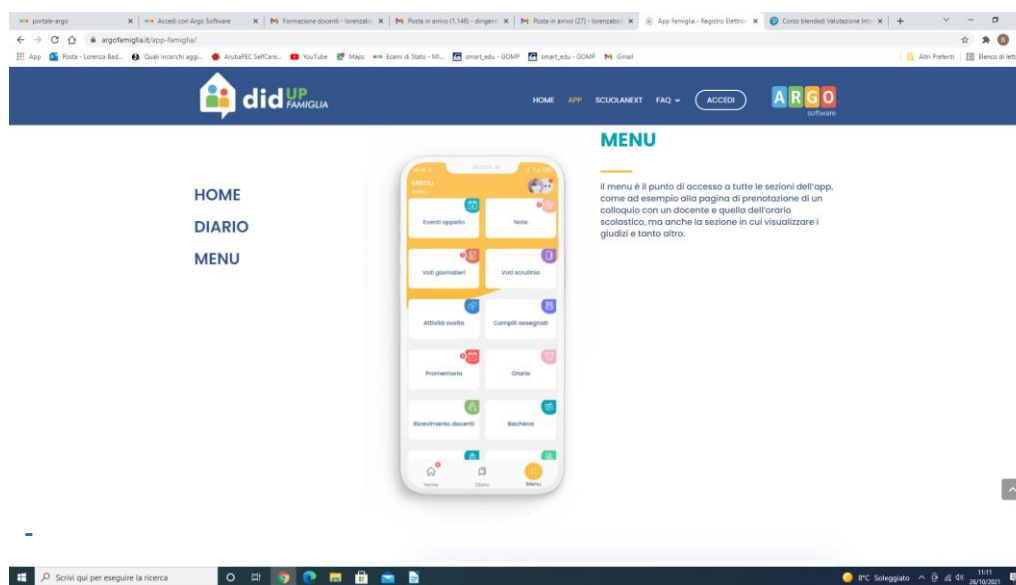 portale-argo
Accedi con Argo Software
Formazione docenti - lorenzaba
Posta in arrivo (1.146) - dirigen
Posta in arrivo (27) - lorenzaba
App Famiglia - Registro Elettron
Corso blended: Valutazione Inte
argofamiglia.it/app-famiglia/
App
Posta - Lorenza Bad...
Quali incarichi aggi...
ArubaPEC SelfCare...
YouTube
Maps
Esami di Stato - MI...
smart_edu - GOMP
smart_edu - GOMP
Gmail
Altri Preferiti
Elenco di lett
did UP
FAMIGLIA
HOME
APP
SCUOLANEXT
FAQ
ACCEDI
ARGO
software
MENU
Il menu è il punto di accesso a tutte le sezioni dell'app,
come ad esempio alla pagina di prenotazione di un
colloquio con un docente e quella dell'orario
scolastico, ma anche la sezione in cui visualizzare i
giudizi e tanto altro.
HOME
DIARIO
MENU
Menu
Eventi appello
Note
Voti giornalieri
Voti scrutinio
Attività svolta
Compiti assegnati
Promemoria
Orario
Ricevimento docenti
Bacheca
Home
Diario
Menu
Scrivi qui per eseguire la ricerca
8°C Soleggiato
11:11
26/10/2021